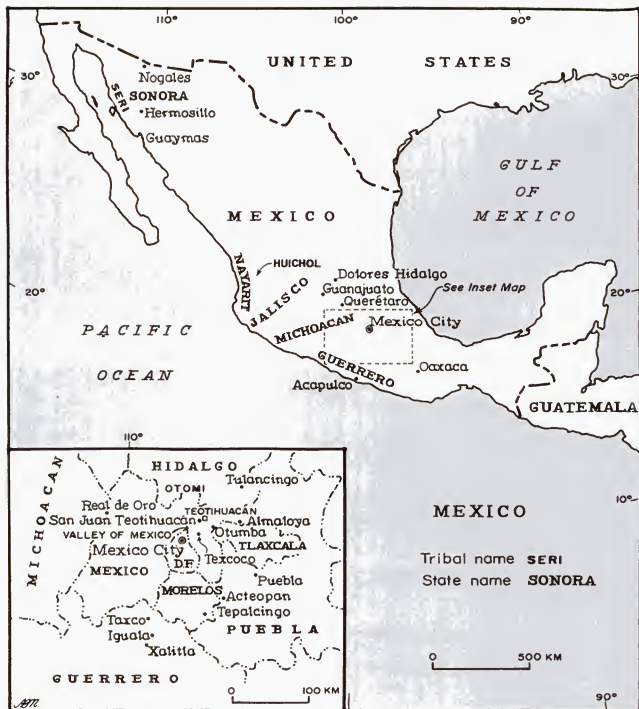 110°
100°
90°
UNITED STATES
30°
30°
Nogales
SERI
SONORA
Hermosillo
Guaymas
GULF
OF
MEXICO
MEXICO
HUICHOL
NAYARIT
Dolores Hidalgo
JALISCO
Guanajuato
See Inset Map
20°
20°
Querétaro
MICHOACAN
Mexico City
PACIFIC
OCEAN
GUERRERO
Oaxaca
Acapulco
GUATEMALA
110°
HIDALGO
MICHOACAN
OTOMI
Tulancingo
Real de Oro
TEOTIHUACÁN
San Juan Teotihuacán
Almoloya
VALLEY OF MEXICO
Otumba
Mexico City
TLAXCALA
D.F.
Texcoco
MEXICO
Puebla
MORELOS
Acteopan
Tepalcingo
Taxco
PUEBLA
Iguala
Xalitla
GUERRERO
0 100 KM
10°
MEXICO
Tribal name SERI
State name SONORA
0 500 KM
100°
90°